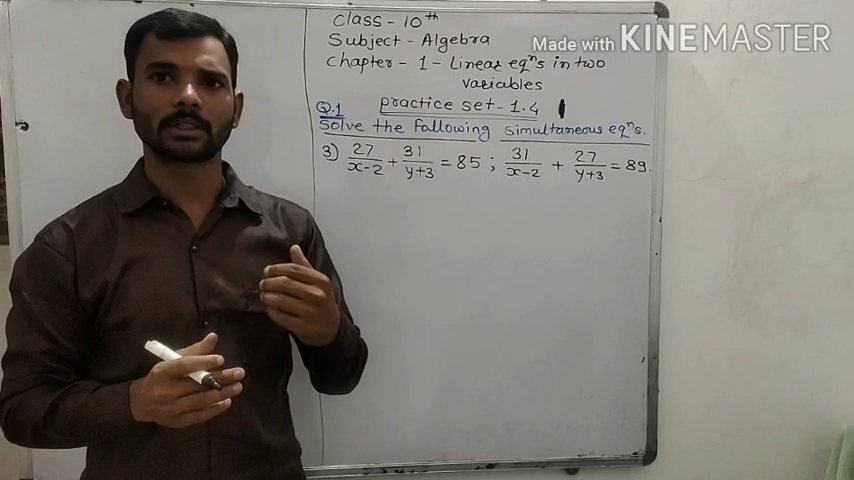 Class - 10th
Subject - Algebra
Made with KINEMASTER
Chapter - 1 - Linear eqⁿs in two
variables
practice set - 1.4
Q.1
Solve the following simultaneous eqⁿs.
3) 27/(x-2) + 31/(y+3) = 85 ; 31/(x-2) + 27/(y+3) = 89.